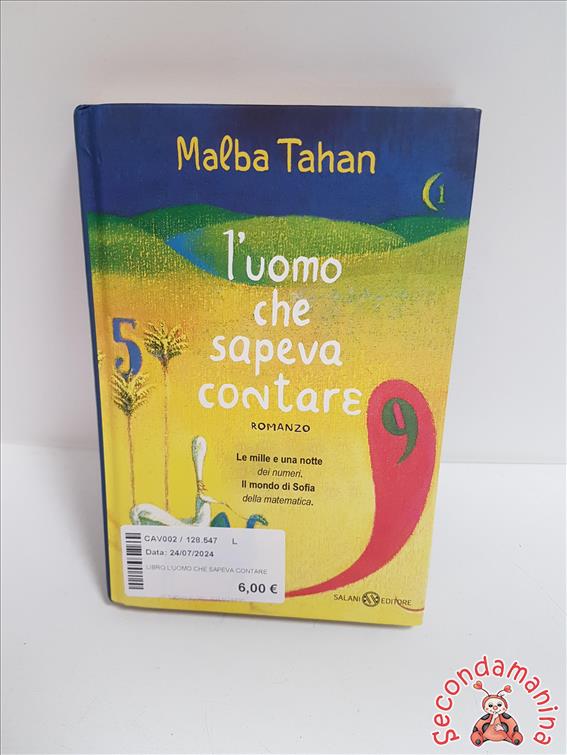 Malba Tahan
1
l'uomo
che
sapeva
contare
ROMANZO
5
9
Le mille e una notte
dei numeri.
Il mondo di Sofia
della matematica.
CAV002 / 128.547 L
Data: 24/07/2024
LIBRO L'UOMO CHE SAPEVA CONTARE
6,00 €
SALANI EDITORE
Secondamanina